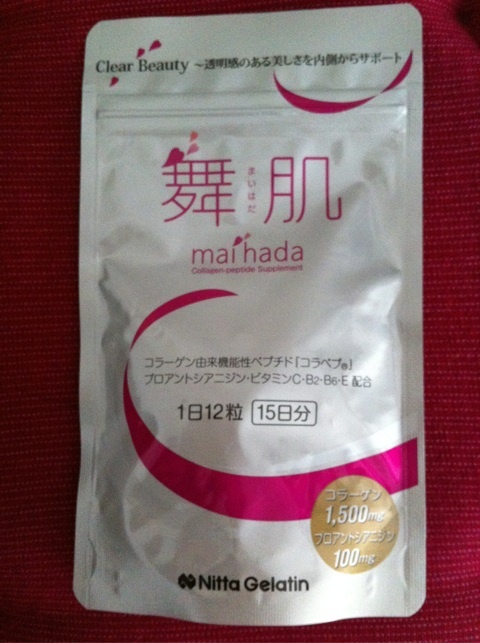 Clear Beauty ～透明感のある美しさを内側からサポート
舞肌
まいはだ
mai hada
Collagen-peptide Supplement
コラーゲン由来機能性ペプチド「コラペプ®」
プロアントシアニジン・ビタミンC・B2・B6・E 配合
1日12粒 15日分
コラーゲン
1,500mg
プロアントシアニジン
100mg
Nitta Gelatin